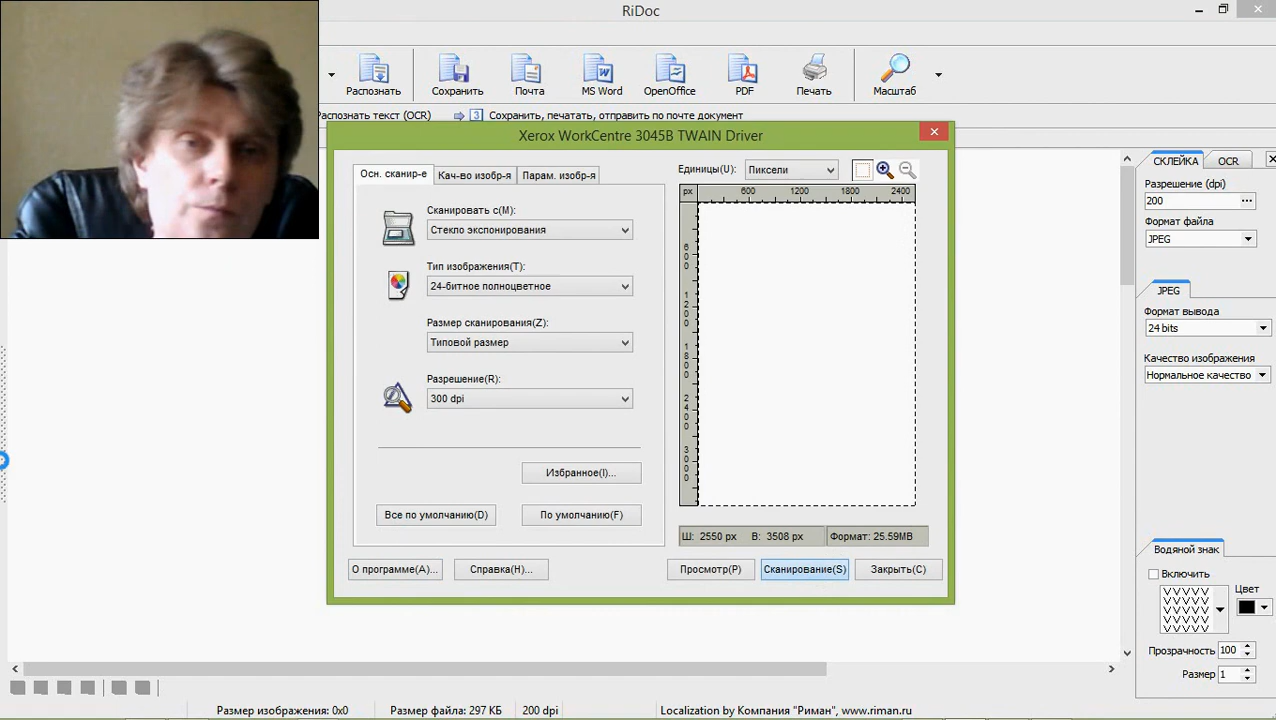 RiDoc
Распознать
Сохранить
Почта
MS Word
OpenOffice
PDF
Печать
Масштаб
Распознать текст (OCR)
3
Сохранить, печатать, отправить по почте документ
Xerox WorkCentre 3045B TWAIN Driver
Осн. сканир-е
Кач-во изобр-я
Парам. изобр-я
Единицы(U):
Пиксели
px
600
1200
1800
2400
600
1200
1800
2400
3000
Сканировать с(M):
Стекло экспонирования
Тип изображения(T):
24-битное полноцветное
Размер сканирования(Z):
Типовой размер
Разрешение(R):
300 dpi
Избранное(I)...
Все по умолчанию(D)
По умолчанию(F)
Ш: 2550 px
В: 3508 px
Формат: 25.59MB
О программе(A)...
Справка(H)...
Просмотр(P)
Сканирование(S)
Закрыть(C)
СКЛЕЙКА
OCR
Разрешение (dpi)
200
Формат файла
JPEG
JPEG
Формат вывода
24 bits
Качество изображения
Нормальное качество
Водяной знак
Включить
Цвет
Прозрачность
100
Размер
1
Размер изображения: 0x0
Размер файла: 297 КБ
200 dpi
Localization by Компания "Риман", www.riman.ru